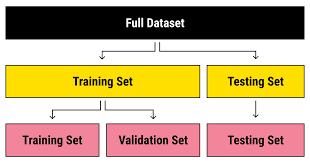 Full Dataset
Training Set
Testing Set
Training Set
Validation Set
Testing Set